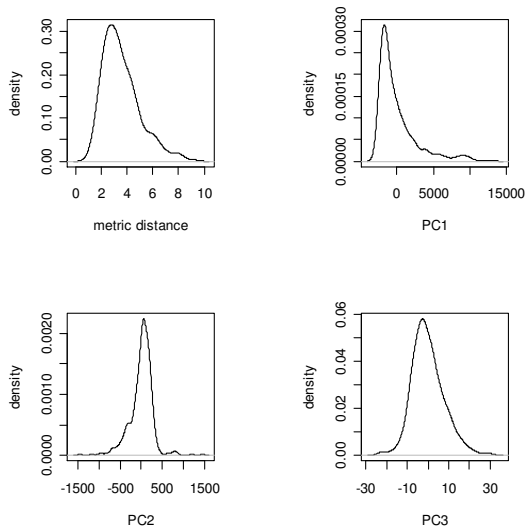 density
0.00 0.10 0.20 0.30
0 2 4 6 8 10
metric distance
density
0.00000 0.00015 0.00030
0 5000 15000
PC1
density
0.0000 0.0010 0.0020
-1500 -500 500 1500
PC2
density
0.00 0.02 0.04 0.06
-30 -10 10 30
PC3